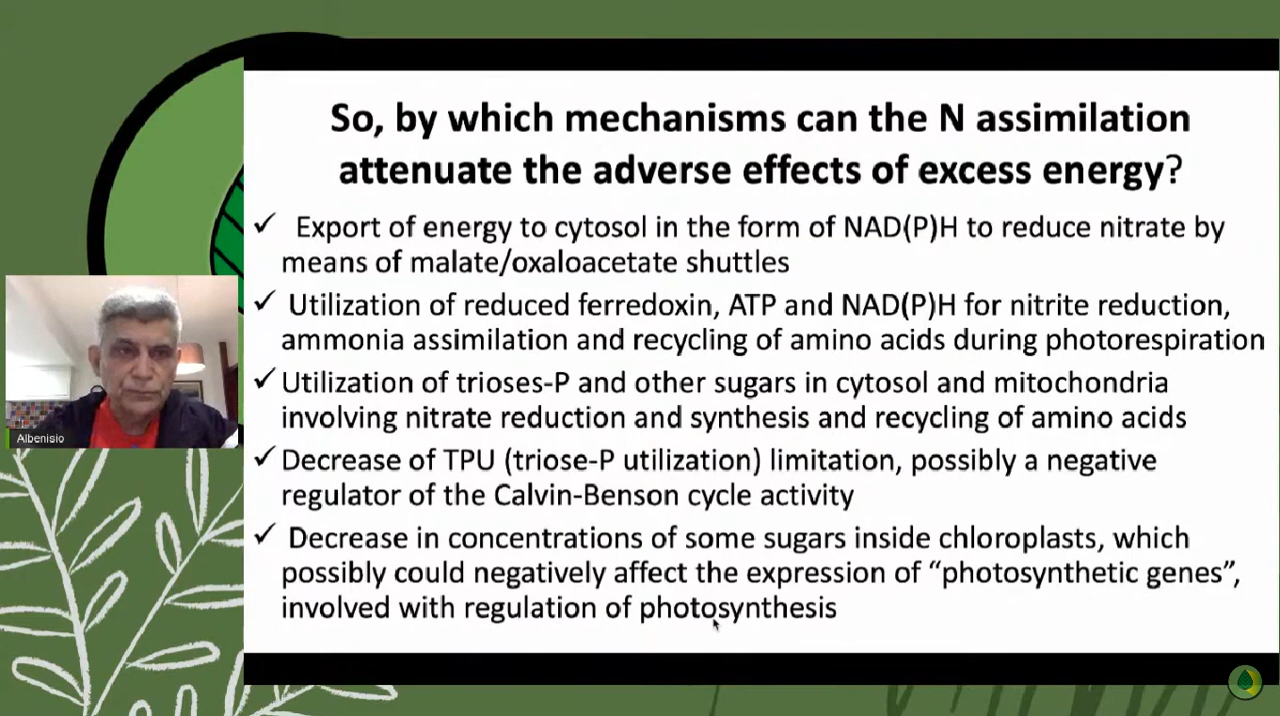 So, by which mechanisms can the N assimilation
attenuate the adverse effects of excess energy?
✓ Export of energy to cytosol in the form of NAD(P)H to reduce nitrate by
means of malate/oxaloacetate shuttles
✓ Utilization of reduced ferredoxin, ATP and NAD(P)H for nitrite reduction,
ammonia assimilation and recycling of amino acids during photorespiration
✓ Utilization of trioses-P and other sugars in cytosol and mitochondria
involving nitrate reduction and synthesis and recycling of amino acids
✓ Decrease of TPU (triose-P utilization) limitation, possibly a negative
regulator of the Calvin-Benson cycle activity
✓ Decrease in concentrations of some sugars inside chloroplasts, which
possibly could negatively affect the expression of “photosynthetic genes”,
involved with regulation of photosynthesis
Albenisio